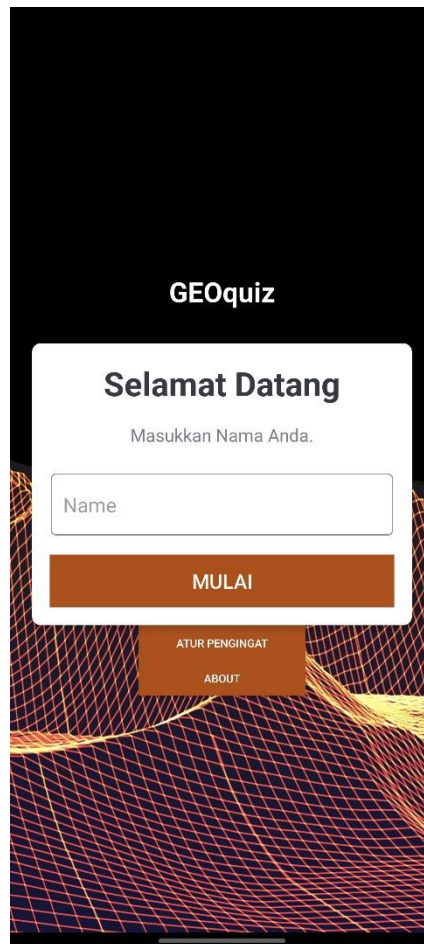 GEOquiz
Selamat Datang
Masukkan Nama Anda.
Name
MULAI
ATUR PENGINGAT
ABOUT